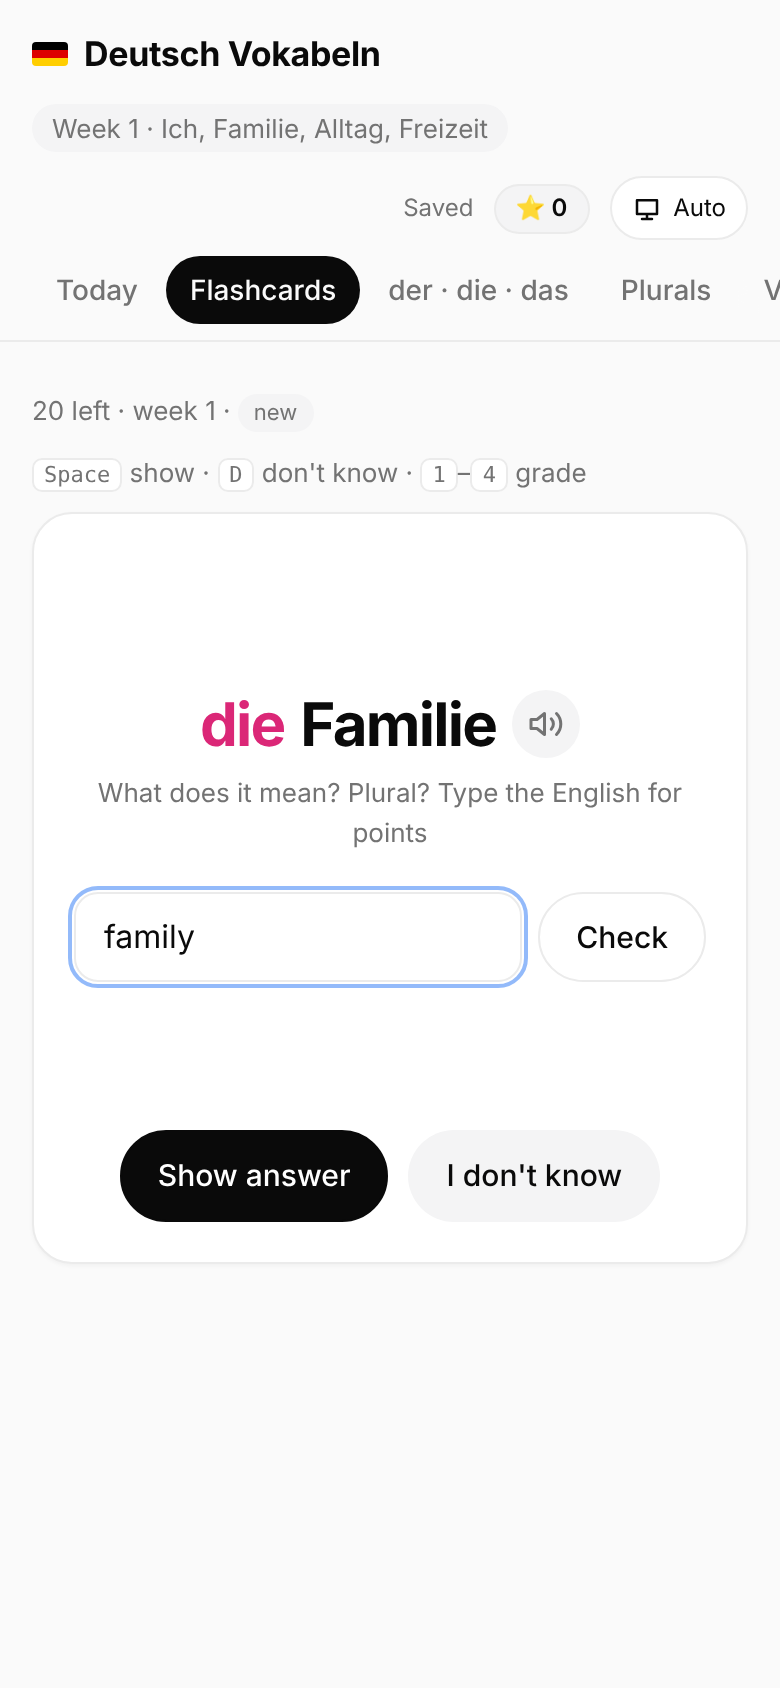 Deutsch Vokabeln
Week 1 · Ich, Familie, Alltag, Freizeit
Saved ⭐ 0 Auto
Today Flashcards der · die · das Plurals V
20 left · week 1 · new
Space show · D don't know · 1–4 grade
die Familie
What does it mean? Plural? Type the English for
points
family Check
Show answer I don't know